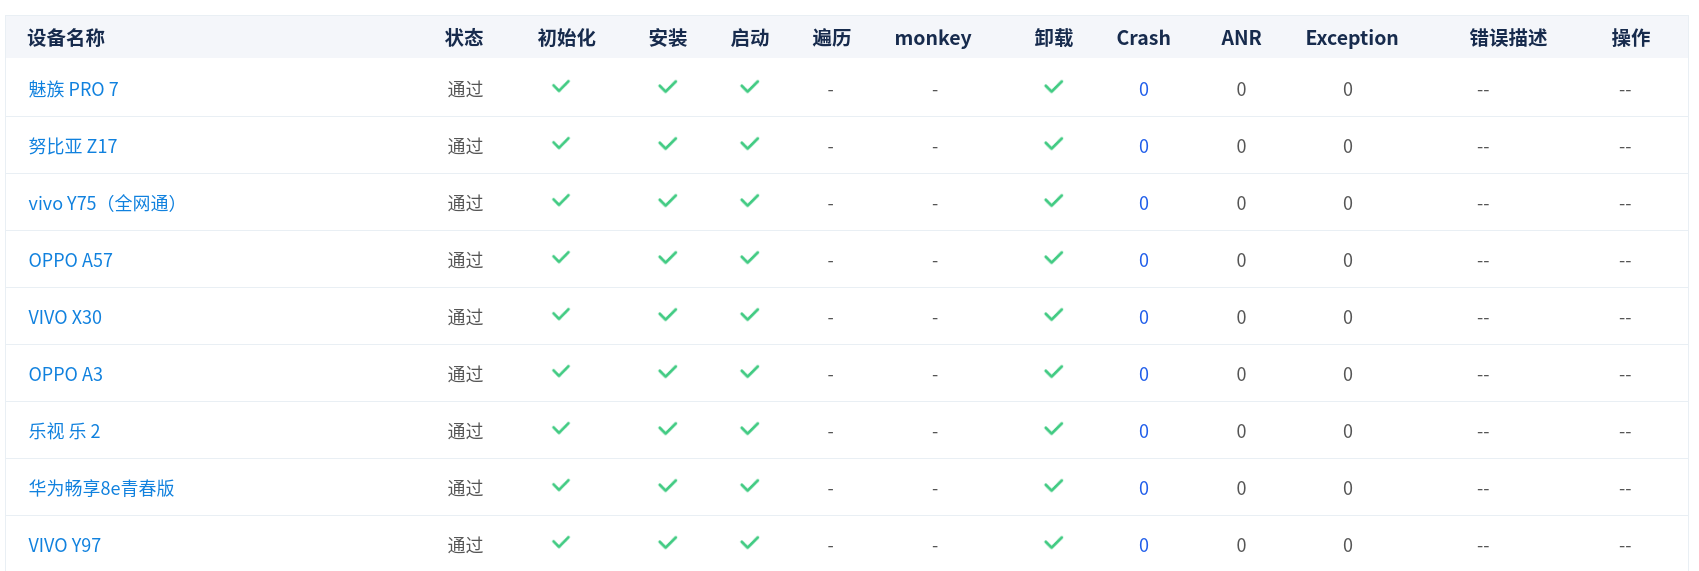 设备名称 状态 初始化 安装 启动 遍历 monkey 卸载 Crash ANR Exception 错误描述 操作
魅族 PRO 7 通过 ✓ ✓ ✓ - - ✓ 0 0 0 -- --
努比亚 Z17 通过 ✓ ✓ ✓ - - ✓ 0 0 0 -- --
vivo Y75（全网通） 通过 ✓ ✓ ✓ - - ✓ 0 0 0 -- --
OPPO A57 通过 ✓ ✓ ✓ - - ✓ 0 0 0 -- --
VIVO X30 通过 ✓ ✓ ✓ - - ✓ 0 0 0 -- --
OPPO A3 通过 ✓ ✓ ✓ - - ✓ 0 0 0 -- --
乐视 乐 2 通过 ✓ ✓ ✓ - - ✓ 0 0 0 -- --
华为畅享8e青春版 通过 ✓ ✓ ✓ - - ✓ 0 0 0 -- --
VIVO Y97 通过 ✓ ✓ ✓ - - ✓ 0 0 0 -- --